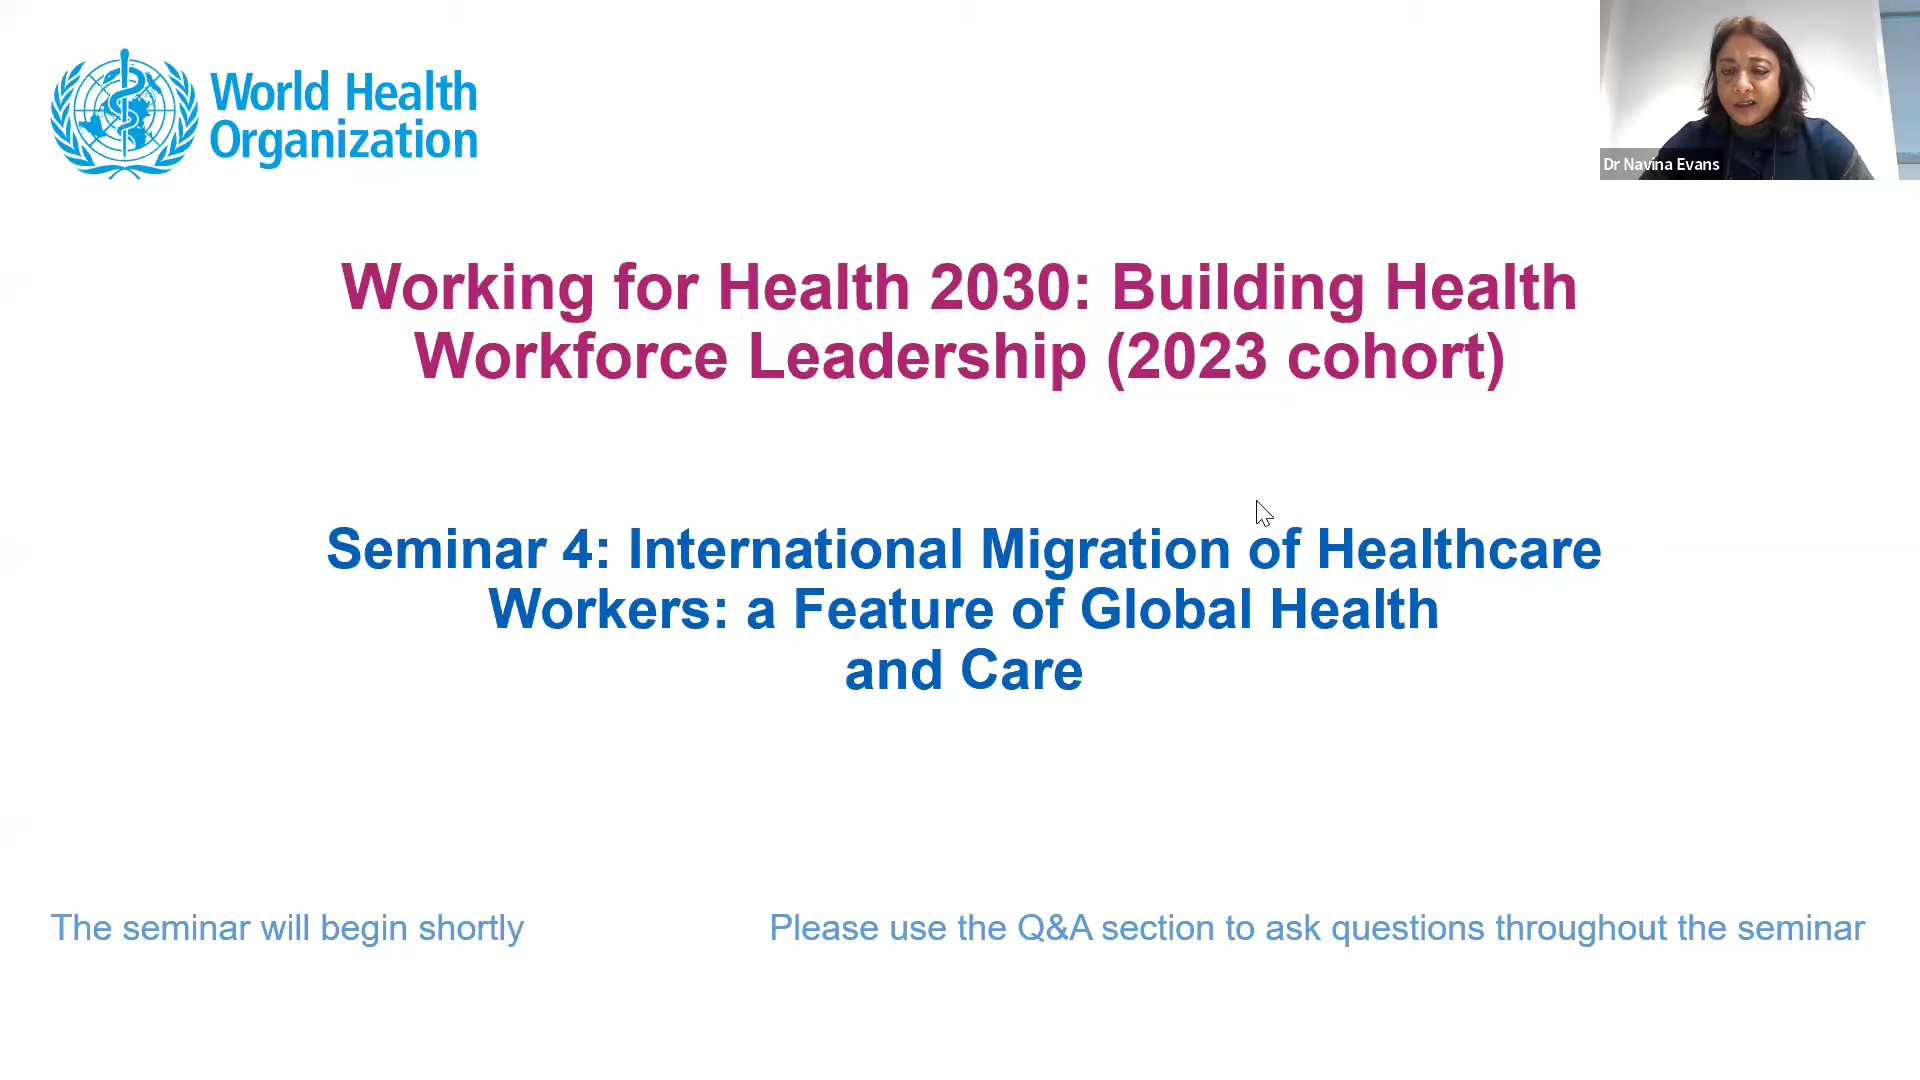 World Health
Organization
Dr Navina Evans
Working for Health 2030: Building Health
Workforce Leadership (2023 cohort)
Seminar 4: International Migration of Healthcare
Workers: a Feature of Global Health
and Care
The seminar will begin shortly
Please use the Q&A section to ask questions throughout the seminar